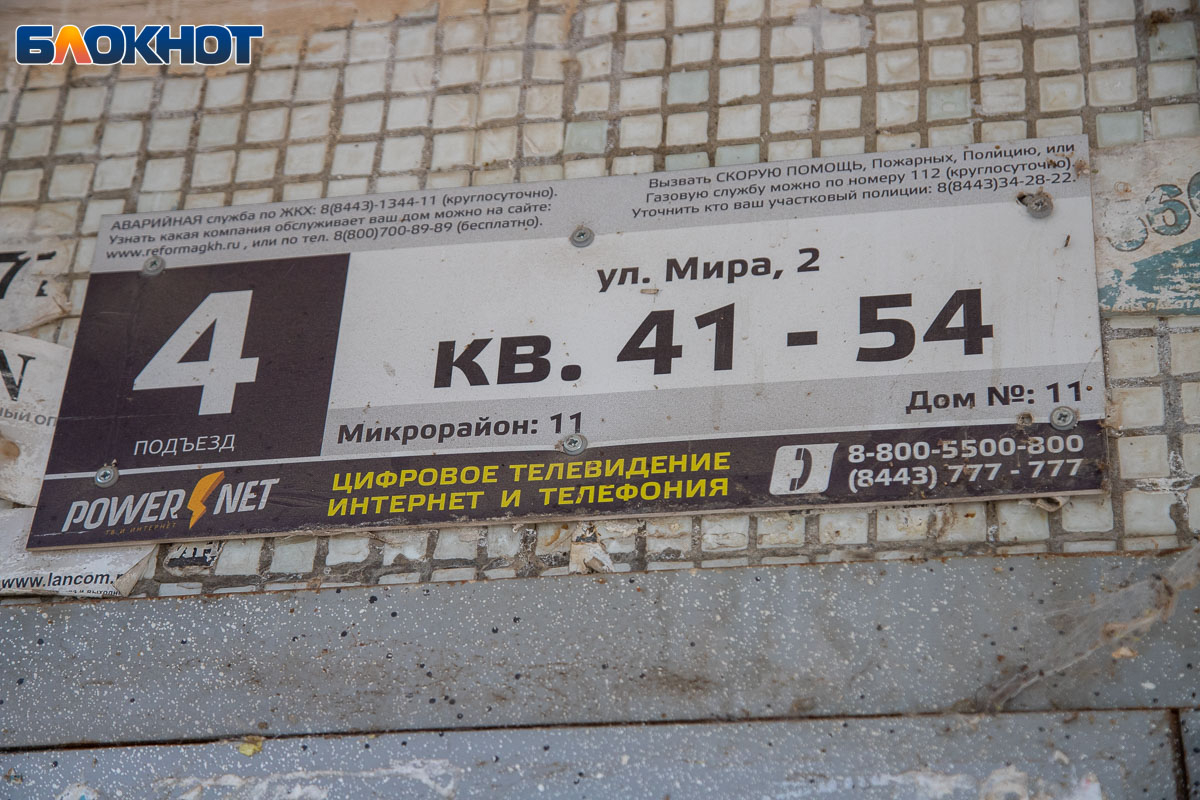 БЛОКНОТ
АВАРИЙНАЯ служба по ЖКХ: 8(8443)-1344-11 (круглосуточно).
Узнать какая компания обслуживает ваш дом можно на сайте:
www.reformagkh.ru , или по тел. 8(800)700-89-89 (бесплатно).
Вызвать СКОРУЮ ПОМОЩЬ, Пожарных, Полицию, или
Газовую службу можно по номеру 112 (круглосуточно)
Уточнить кто ваш участковый полиции: 8(8443)34-28-22.
4
ПОДЪЕЗД
ул. Мира, 2
кв. 41 - 54
Микрорайон: 11
Дом №: 11
POWER NET
ТВ И ИНТЕРНЕТ
ЦИФРОВОЕ ТЕЛЕВИДЕНИЕ
ИНТЕРНЕТ И ТЕЛЕФОНИЯ
8-800-5500-800
(8443) 777 - 777
www.lancom.r